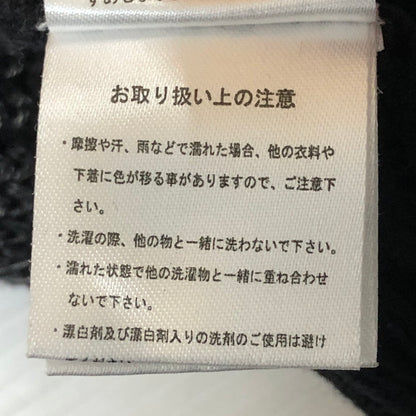 お取り扱い上の注意
・摩擦や汗、雨などで濡れた場合、他の衣料や
下着に色が移る事がありますので、ご注意下
さい。
・洗濯の際、他の物と一緒に洗わないで下さい。
・濡れた状態で他の洗濯物と一緒に重ね合わせ
ないで下さい。
・漂白剤及び漂白剤入りの洗剤のご使用は避け